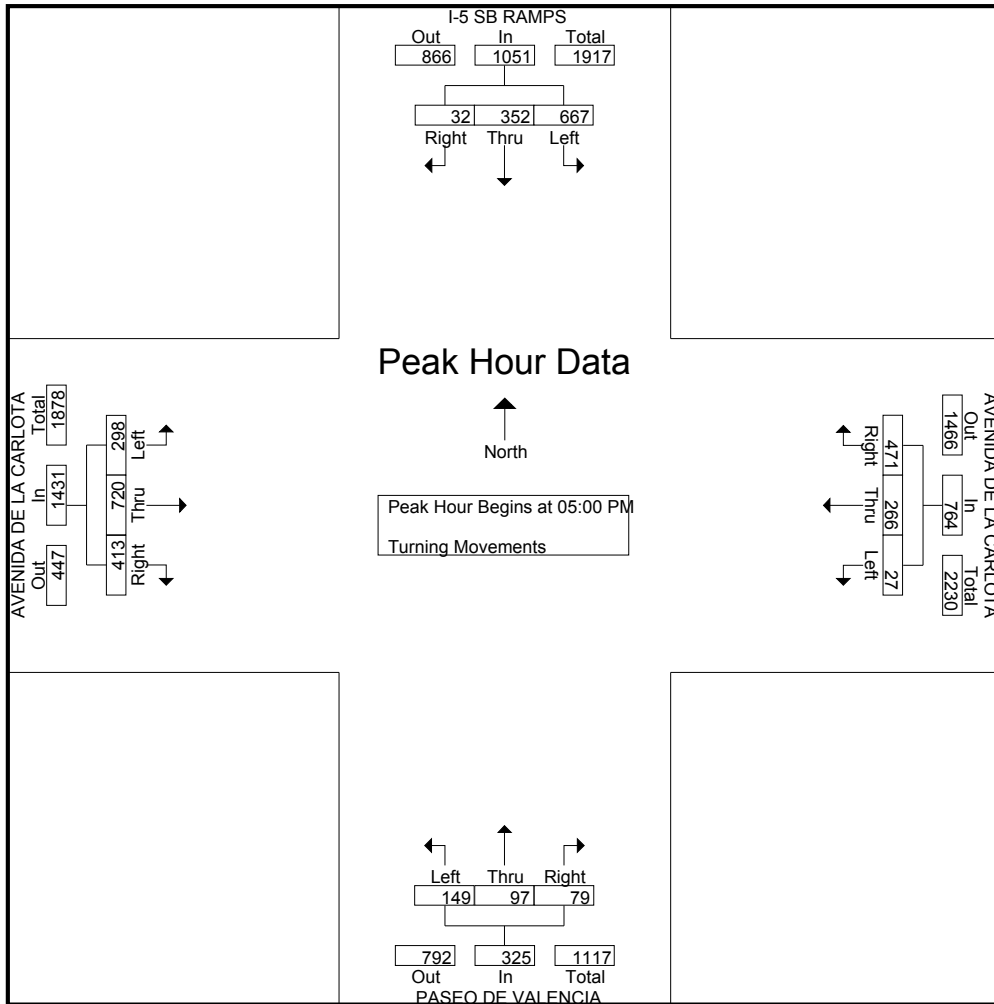 I-5 SB RAMPS
Out In Total
866 1051 1917
32 352 667
Right Thru Left
Peak Hour Data
North
Peak Hour Begins at 05:00 PM
Turning Movements
AVENIDA DE LA CARLOTA
Out In Total
447 1431 1878
413 720 298
Right Thru Left
AVENIDA DE LA CARLOTA
Out In Total
1466 764 2230
471 266 27
Right Thru Left
Left Thru Right
149 97 79
792 325 1117
Out In Total
PASEO DE VALENCIA